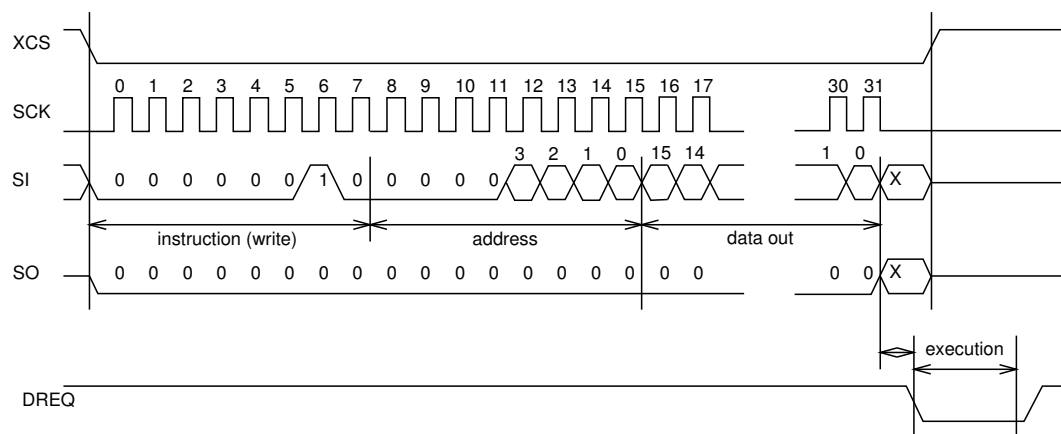 XCS
0 1 2 3 4 5 6 7 8 9 10 11 12 13 14 15 16 17 30 31
SCK
3 2 1 0 15 14 1 0
SI 0 0 0 0 0 0 1 0 0 0 0 0 X
instruction (write) address data out
SO 0 0 0 0 0 0 0 0 0 0 0 0 0 0 0 0 0 0 0 0 X
execution
DREQ